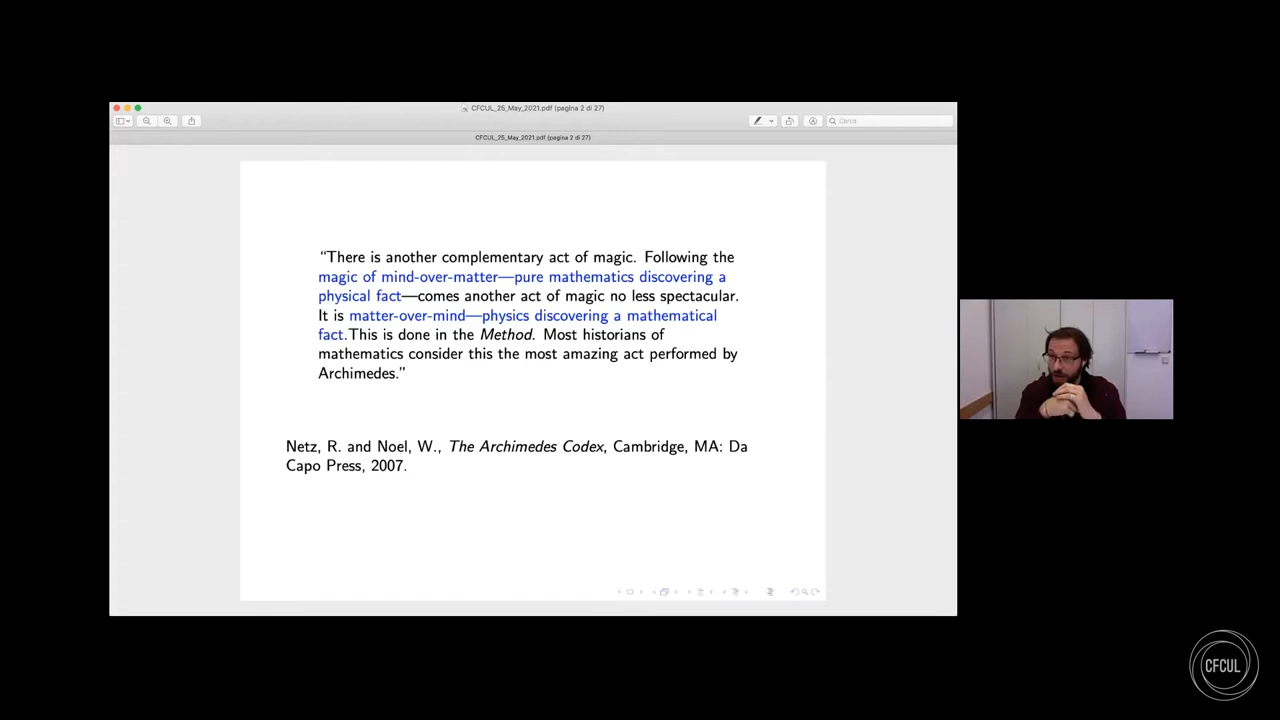 CFCUL_25_May_2021.pdf (pagina 2 di 27)
Cerca
CFCUL_25_May_2021.pdf (pagina 2 di 27)
“There is another complementary act of magic. Following the
magic of mind-over-matter—pure mathematics discovering a
physical fact—comes another act of magic no less spectacular.
It is matter-over-mind—physics discovering a mathematical
fact.This is done in the Method. Most historians of
mathematics consider this the most amazing act performed by
Archimedes.”
Netz, R. and Noel, W., The Archimedes Codex, Cambridge, MA: Da
Capo Press, 2007.
CFCUL